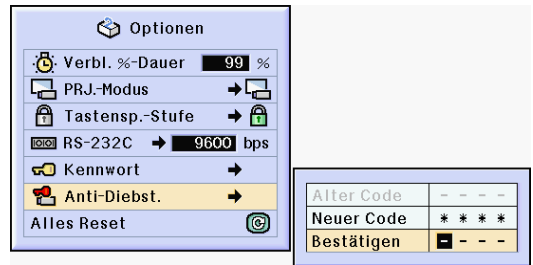 Optionen
Verbl. %-Dauer 99 %
PRJ.-Modus
Tastensp.-Stufe
RS-232C 9600 bps
Kennwort
Anti-Diebst.
Alles Reset
Alter Code - - - -
Neuer Code * * * *
Bestätigen - - - -